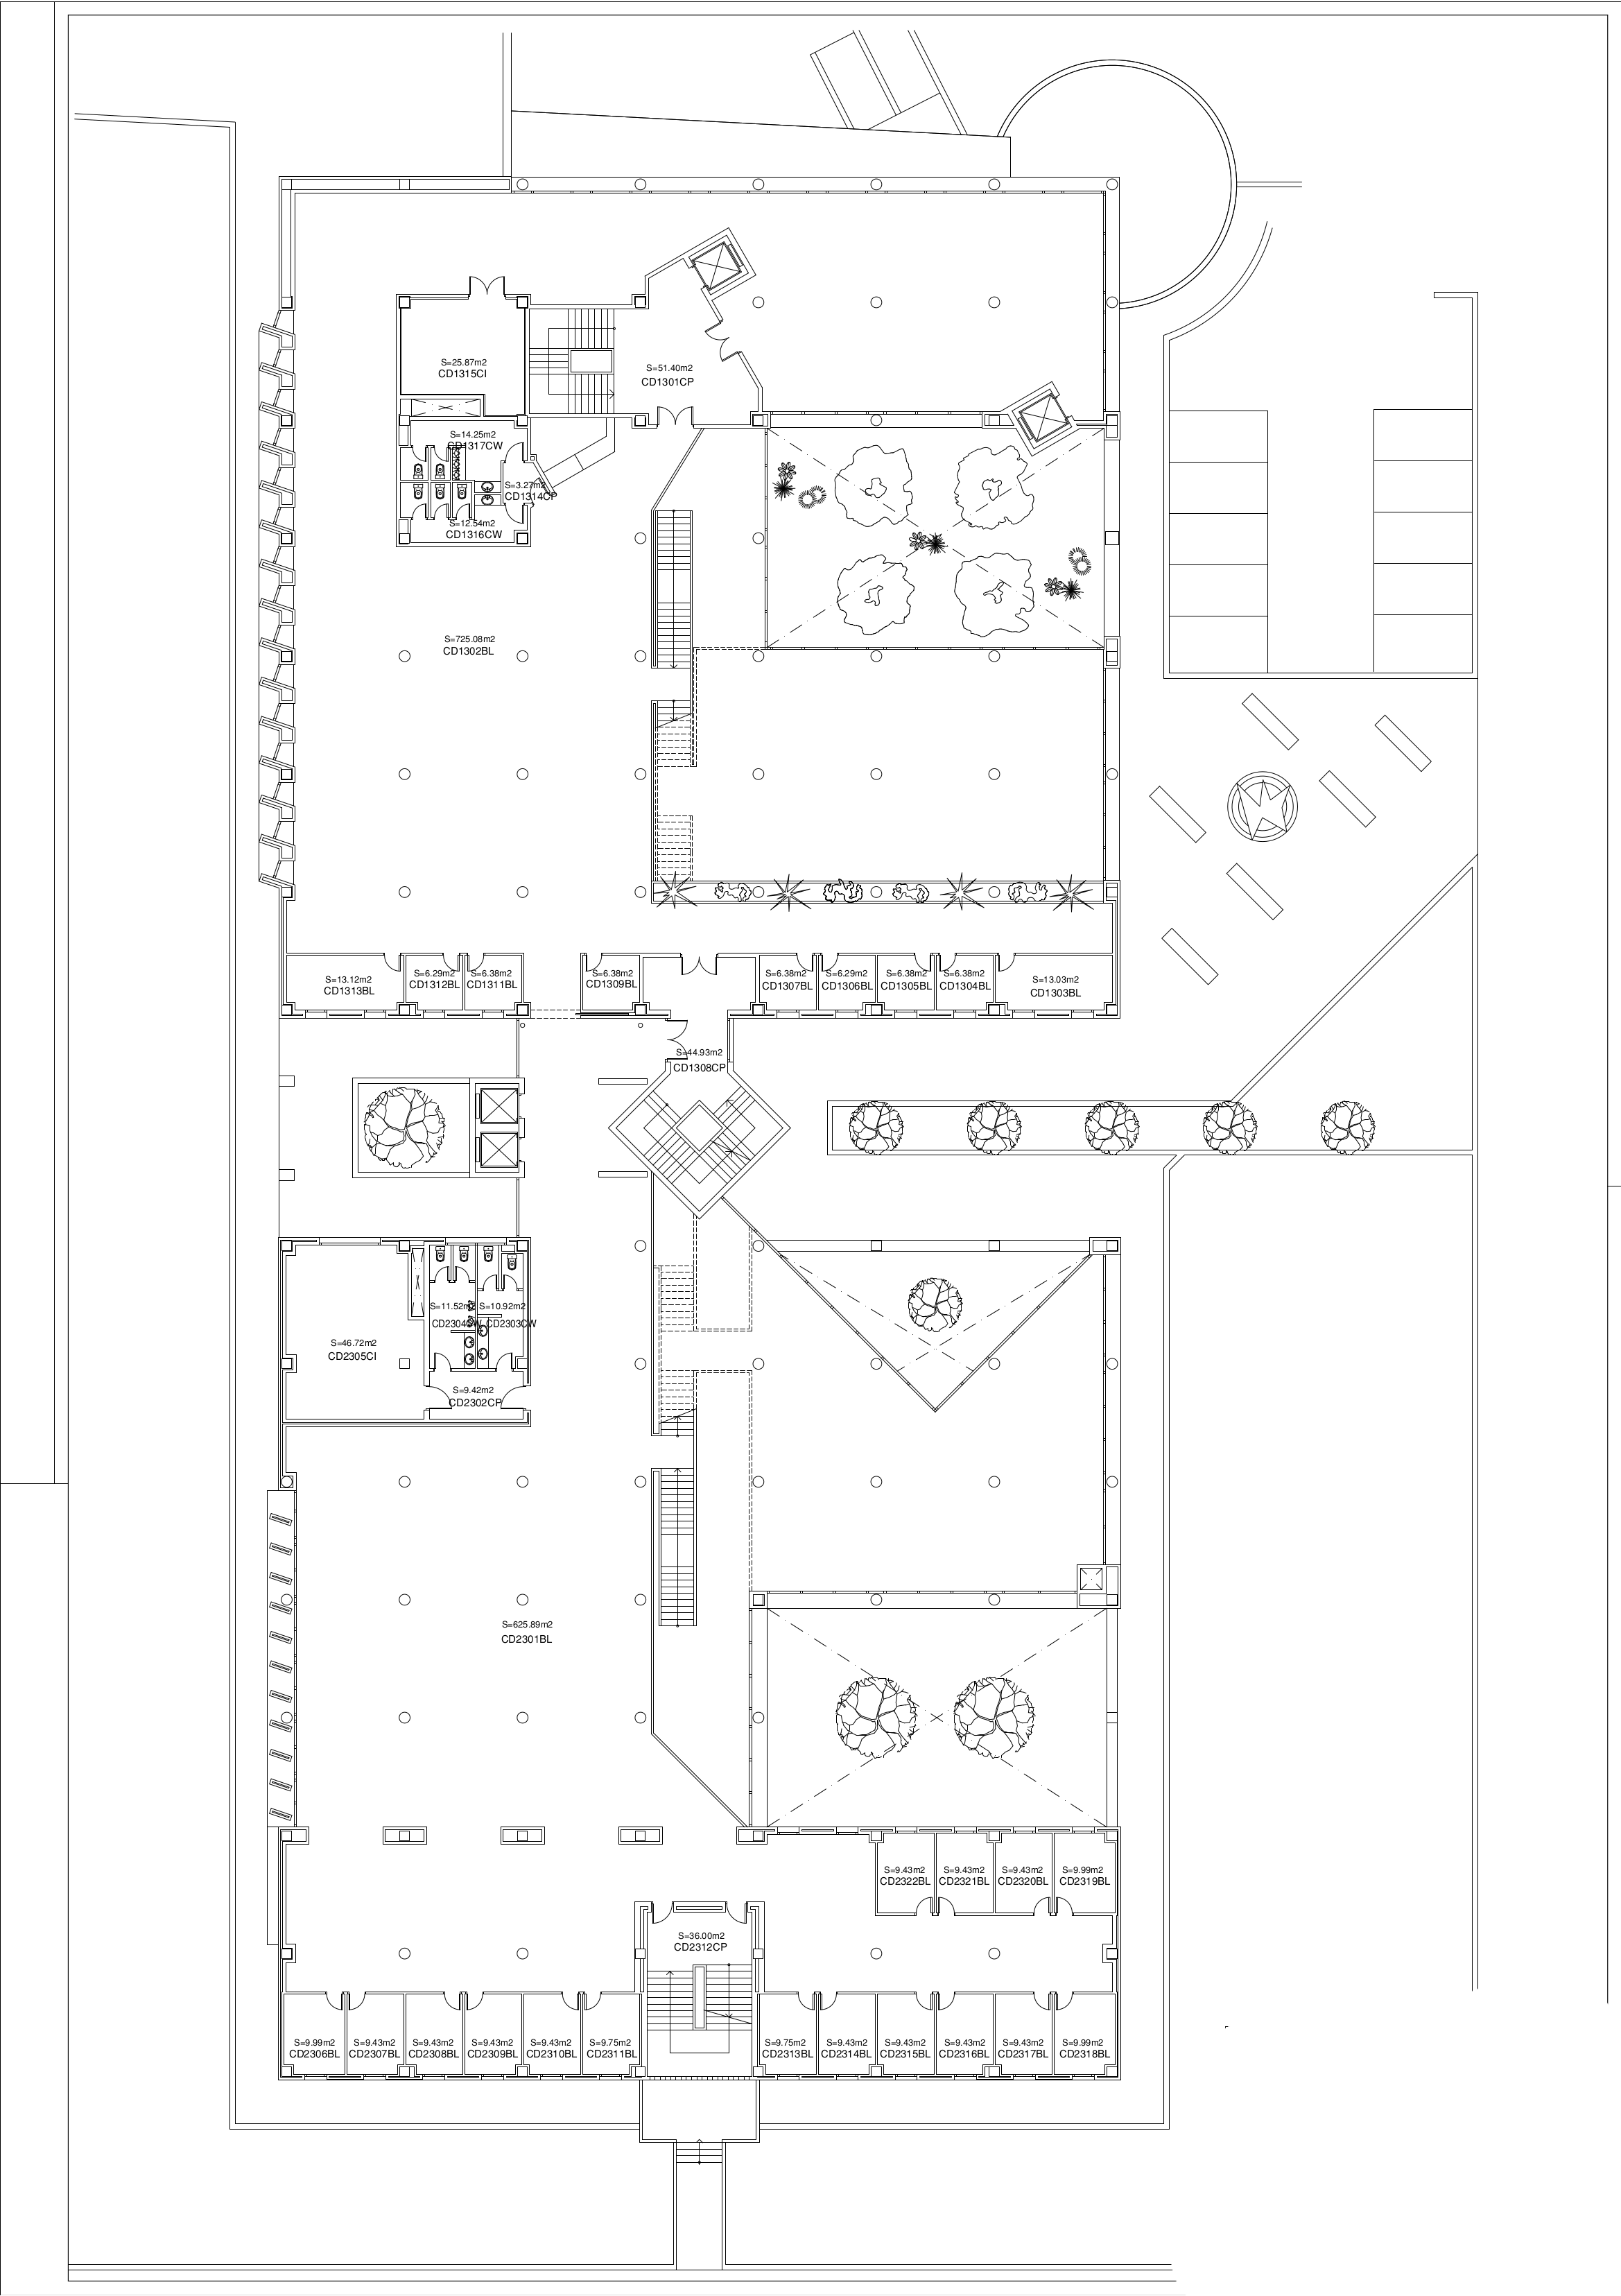 S=25.87m2
CD1315CI
S=51.40m2
CD1301CP
S=14.25m2
CD1317CW
S=3.27m2
CD1314CP
S=12.54m2
CD1316CW
S=725.08m2
CD1302BL
S=13.12m2
CD1313BL
S=6.29m2
CD1312BL
S=6.38m2
CD1311BL
S=6.38m2
CD1309BL
S=6.38m2
CD1307BL
S=6.29m2
CD1306BL
S=6.38m2
CD1305BL
S=6.38m2
CD1304BL
S=13.03m2
CD1303BL
S=44.93m2
CD1308CP
S=11.52m2
CD2304CW
S=10.92m2
CD2303CW
S=46.72m2
CD2305CI
S=9.42m2
CD2302CP
S=625.89m2
CD2301BL
S=9.43m2
CD2322BL
S=9.43m2
CD2321BL
S=9.43m2
CD2320BL
S=9.99m2
CD2319BL
S=36.00m2
CD2312CP
S=9.99m2
CD2306BL
S=9.43m2
CD2307BL
S=9.43m2
CD2308BL
S=9.43m2
CD2309BL
S=9.43m2
CD2310BL
S=9.75m2
CD2311BL
S=9.75m2
CD2313BL
S=9.43m2
CD2314BL
S=9.43m2
CD2315BL
S=9.43m2
CD2316BL
S=9.43m2
CD2317BL
S=9.99m2
CD2318BL